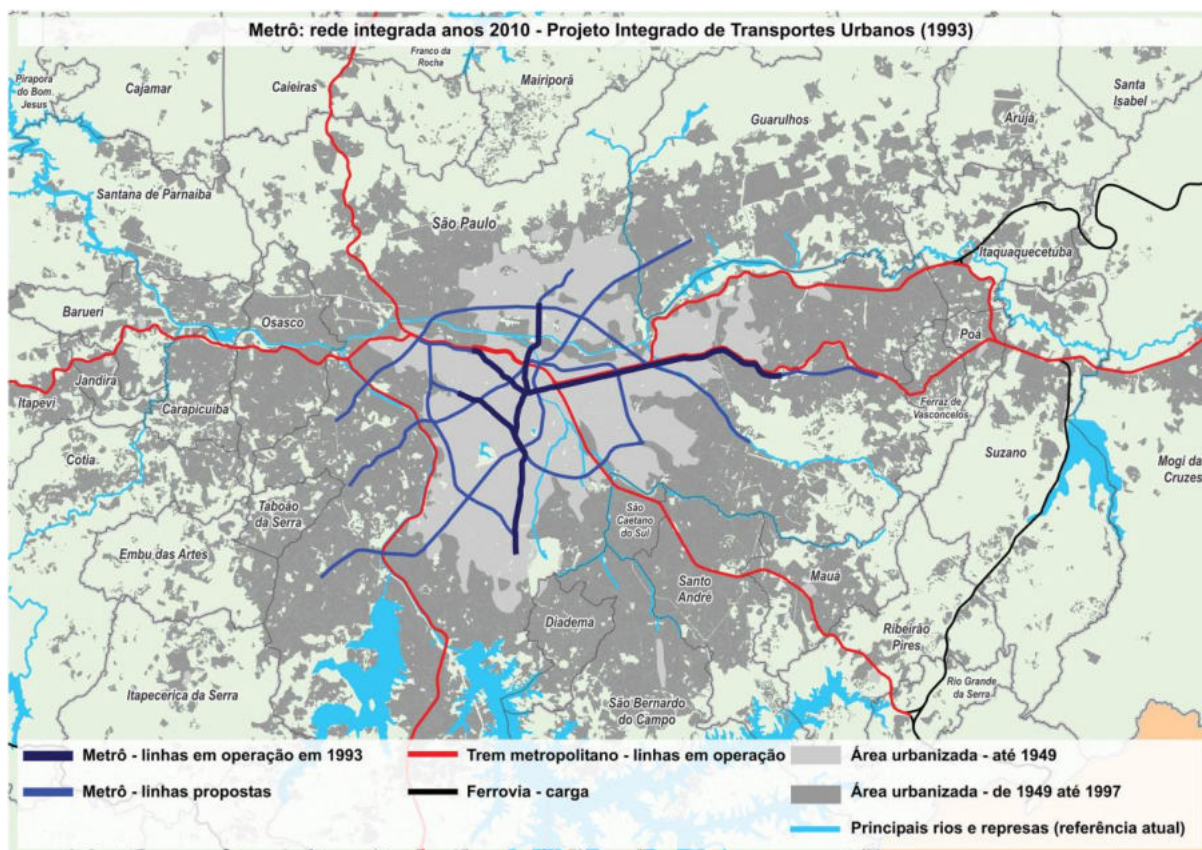 Metrô: rede integrada anos 2010 - Projeto Integrado de Transportes Urbanos (1993)
Franco da
Rocha
Mairiporã
Pirapora
do Bom
Jesus
Cajamar
Caieiras
Santa
Isabel
Guarulhos
Arujá
Santana de Parnaíba
São Paulo
Itaquaquecetuba
Barueri
Osasco
Poá
Jandira
Itapevi
Carapicuiba
Ferraz de
Vasconcelos
Cotia
Suzano
Mogi da
Cruzes
Taboão
da Serra
São
Caetano
do Sul
Embu das Artes
Santo
André
Mauá
Diadema
Ribeirão
Pires
Itapecerica da Serra
Rio Grande
da Serra
São Bernardo
do Campo
Metrô - linhas em operação em 1993
Trem metropolitano - linhas em operação
Área urbanizada - até 1949
Metrô - linhas propostas
Ferrovia - carga
Área urbanizada - de 1949 até 1997
Principais rios e represas (referência atual)